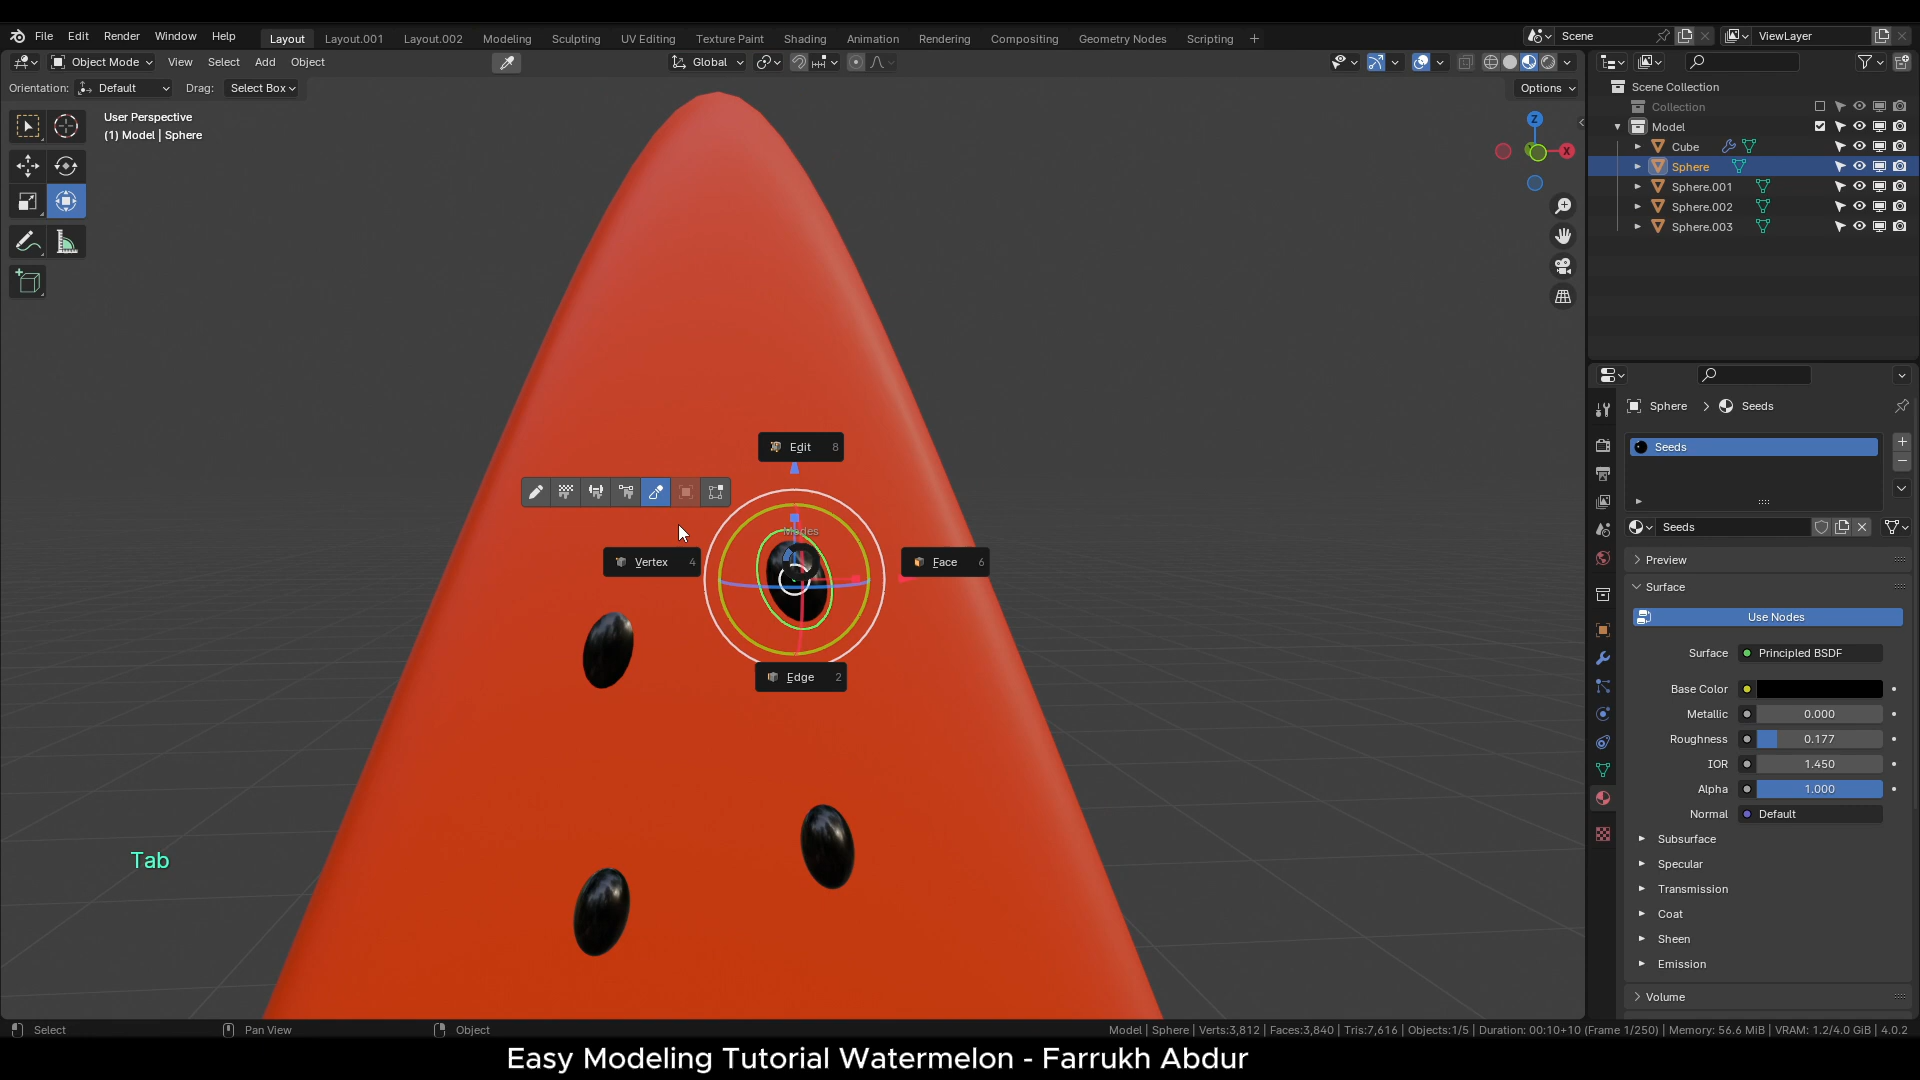 File Edit Render Window Help Layout Layout.001 Layout.002 Modeling Sculpting UV Editing Texture Paint Shading Animation Rendering Compositing Geometry Nodes Scripting + Scene ViewLayer
Object Mode View Select Add Object Global
Orientation: Default Drag: Select Box Options
User Perspective
(1) Model | Sphere
Z
X
Scene Collection
Collection
Model
Cube
Sphere
Sphere.001
Sphere.002
Sphere.003
Edit 8
Modes
Vertex 4
Face 6
Edge 2
Tab
Sphere > Seeds
Seeds
Seeds
Preview
Surface
Use Nodes
Surface Principled BSDF
Base Color
Metallic 0.000
Roughness 0.177
IOR 1.450
Alpha 1.000
Normal Default
Subsurface
Specular
Transmission
Coat
Sheen
Emission
Volume
Select Pan View Object Model | Sphere | Verts:3,812 | Faces:3,840 | Tris:7,616 | Objects:1/5 | Duration: 00:10+10 (Frame 1/250) | Memory: 56.6 MiB | VRAM: 1.2/4.0 GiB | 4.0.2
Easy Modeling Tutorial Watermelon - Farrukh Abdur